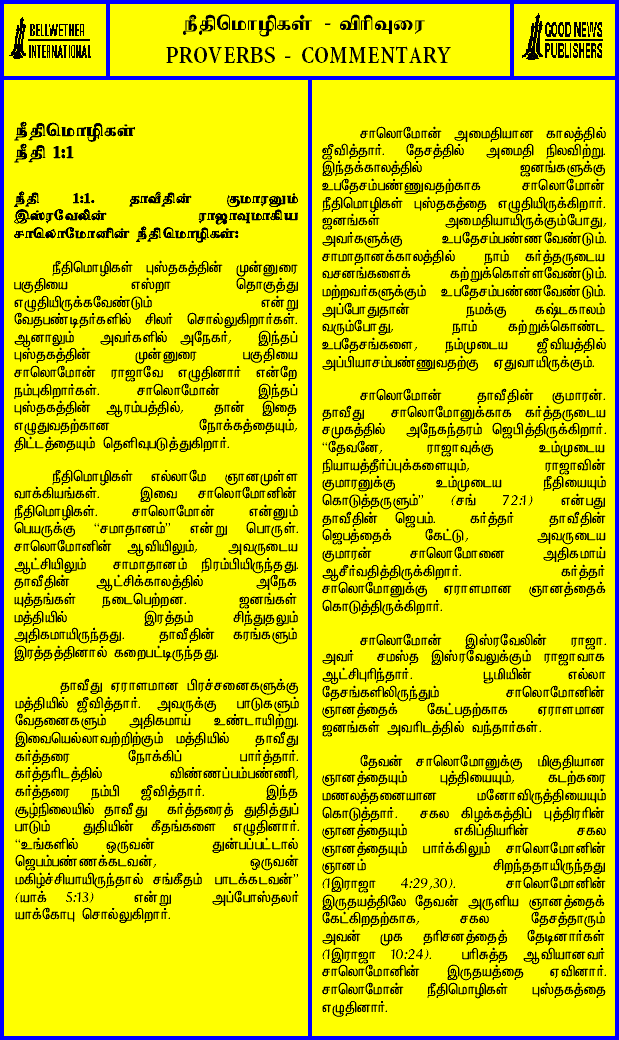 BELLWETHER
INTERNATIONAL
நீதிமொழிகள் - விரிவுரை
PROVERBS - COMMENTARY
GOOD NEWS
PUBLISHERS
நீதிமொழிகள்
நீதி 1:1
நீதி 1:1. தாவீதின் குமாரனும்
இஸ்ரவேலின் ராஜாவுமாகிய
சாலொமோனின் நீதிமொழிகள்:
நீதிமொழிகள் புஸ்தகத்தின் முன்னுரை
பகுதியை எஸ்றா தொகுத்து
எழுதியிருக்கவேண்டும் என்று
வேதபண்டிதர்களில் சிலர் சொல்லுகிறார்கள்.
ஆனாலும் அவர்களில் அநேகர், இந்தப்
புஸ்தகத்தின் முன்னுரை பகுதியை
சாலொமோன் ராஜாவே எழுதினார் என்றே
நம்புகிறார்கள். சாலொமோன் இந்தப்
புஸ்தகத்தின் ஆரம்பத்தில், தான் இதை
எழுதுவதற்கான நோக்கத்தையும்,
திட்டத்தையும் தெளிவுபடுத்துகிறார்.
நீதிமொழிகள் எல்லாமே ஞானமுள்ள
வாக்கியங்கள். இவை சாலொமோனின்
நீதிமொழிகள். சாலொமோன் என்னும்
பெயருக்கு “சமாதானம்” என்று பொருள்.
சாலொமோனின் ஆவியிலும், அவருடைய
ஆட்சியிலும் சாமாதானம் நிரம்பியிருந்தது.
தாவீதின் ஆட்சிக்காலத்தில் அநேக
யுத்தங்கள் நடைபெற்றன. ஜனங்கள்
மத்தியில் இரத்தம் சிந்துதலும்
அதிகமாயிருந்தது. தாவீதின் கரங்களும்
இரத்தத்தினால் கறைபட்டிருந்தது.
தாவீது ஏராளமான பிரச்சனைகளுக்கு
மத்தியில் ஜீவித்தார். அவருக்கு பாடுகளும்
வேதனைகளும் அதிகமாய் உண்டாயிற்று.
இவையெல்லாவற்றிற்கும் மத்தியில் தாவீது
கர்த்தரை நோக்கிப் பார்த்தார்.
கர்த்தரிடத்தில் விண்ணப்பம்பண்ணி,
கர்த்தரை நம்பி ஜீவித்தார். இந்த
சூழ்நிலையில் தாவீது கர்த்தரைத் துதித்துப்
பாடும் துதியின் கீதங்களை எழுதினார்.
“உங்களில் ஒருவன் துன்பப்பட்டால்
ஜெபம்பண்ணக்கடவன், ஒருவன்
மகிழ்ச்சியாயிருந்தால் சங்கீதம் பாடக்கடவன்”
(யாக் 5:13) என்று அப்போஸ்தலர்
யாக்கோபு சொல்லுகிறார்.
சாலொமோன் அமைதியான காலத்தில்
ஜீவித்தார். தேசத்தில் அமைதி நிலவிற்று.
இந்தக்காலத்தில் ஜனங்களுக்கு
உபதேசம்பண்ணுவதற்காக சாலொமோன்
நீதிமொழிகள் புஸ்தகத்தை எழுதியிருக்கிறார்.
ஜனங்கள் அமைதியாயிருக்கும்போது,
அவர்களுக்கு உபதேசம்பண்ணவேண்டும்.
சாமாதானக்காலத்தில் நாம் கர்த்தருடைய
வசனங்களைக் கற்றுக்கொள்ளவேண்டும்.
மற்றவர்களுக்கும் உபதேசம்பண்ணவேண்டும்.
அப்போதுதான் நமக்கு கஷ்டகாலம்
வரும்போது, நாம் கற்றுக்கொண்ட
உபதேசங்களை, நம்முடைய ஜீவியத்தில்
அப்பியாசம்பண்ணுவதற்கு ஏதுவாயிருக்கும்.
சாலொமோன் தாவீதின் குமாரன்.
தாவீது சாலொமோனுக்காக கர்த்தருடைய
சமுகத்தில் அநேகந்தரம் ஜெபித்திருக்கிறார்.
“தேவனே, ராஜாவுக்கு உம்முடைய
நியாயத்தீர்ப்புக்களையும், ராஜாவின்
குமாரனுக்கு உம்முடைய நீதியையும்
கொடுத்தருளும்” (சங் 72:1) என்பது
தாவீதின் ஜெபம். கர்த்தர் தாவீதின்
ஜெபத்தைக் கேட்டு, அவருடைய
குமாரன் சாலொமோனை அதிகமாய்
ஆசீர்வதித்திருக்கிறார். கர்த்தர்
சாலொமோனுக்கு ஏராளமான ஞானத்தைக்
கொடுத்திருக்கிறார்.
சாலொமோன் இஸ்ரவேலின் ராஜா.
அவர் சமஸ்த இஸ்ரவேலுக்கும் ராஜாவாக
ஆட்சிபுரிந்தார். பூமியின் எல்லா
தேசங்களிலிருந்தும் சாலொமோனின்
ஞானத்தைக் கேட்பதற்காக ஏராளமான
ஜனங்கள் அவரிடத்தில் வந்தார்கள்.
தேவன் சாலொமோனுக்கு மிகுதியான
ஞானத்தையும் புத்தியையும், கடற்கரை
மணலத்தனையான மனோவிருத்தியையும்
கொடுத்தார். சகல கிழக்கத்திப் புத்திரரின்
ஞானத்தையும் எகிப்தியரின் சகல
ஞானத்தையும் பார்க்கிலும் சாலொமோனின்
ஞானம் சிறந்ததாயிருந்தது
(1இராஜா 4:29,30). சாலொமோனின்
இருதயத்திலே தேவன் அருளிய ஞானத்தைக்
கேட்கிறதற்காக, சகல தேசத்தாரும்
அவன் முக தரிசனத்தைத் தேடினார்கள்
(1இராஜா 10:24). பரிசுத்த ஆவியானவர்
சாலொமோனின் இருதயத்தை ஏவினார்.
சாலொமோன் நீதிமொழிகள் புஸ்தகத்தை
எழுதினார்.